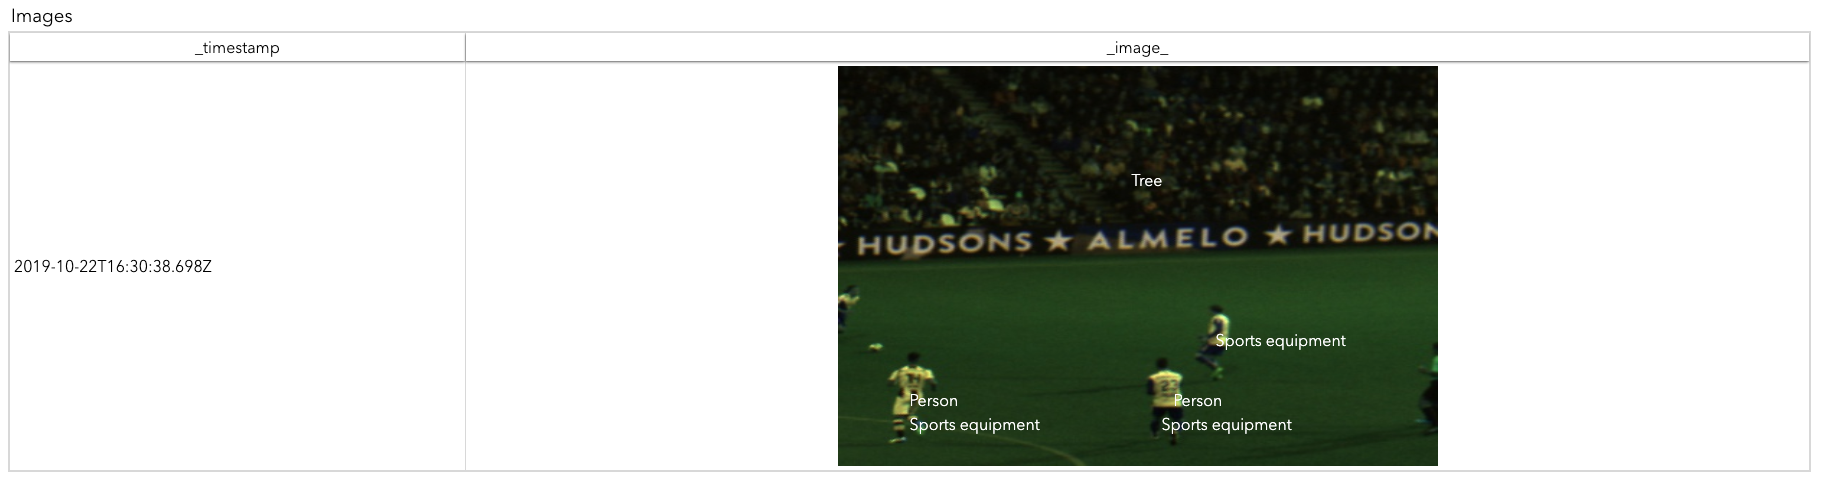 Images
_timestamp
_image_
2019-10-22T16:30:38.698Z
Tree
HUDSONS ★ ALMELO ★ HUDSON
Sports equipment
Person
Person
Sports equipment
Sports equipment
23